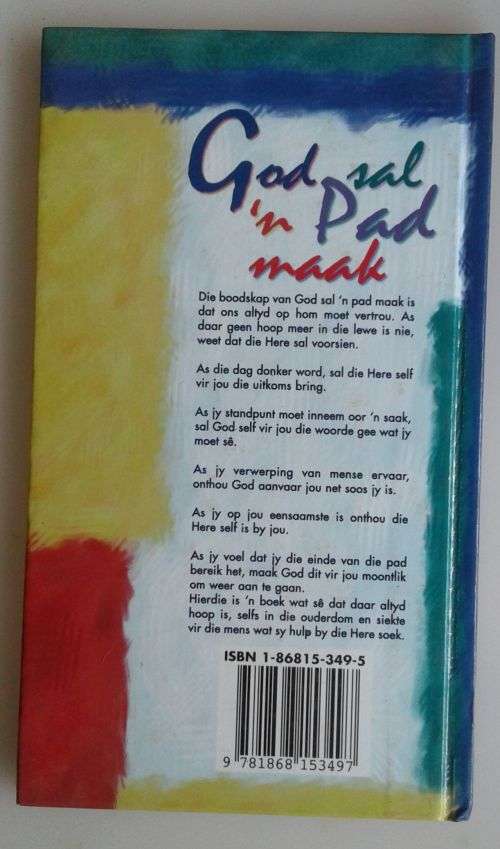 God sal
'n Pad
maak
Die boodskap van God sal 'n pad maak is
dat ons altyd op hom moet vertrou. As
daar geen hoop meer in die lewe is nie,
weet dat die Here sal voorsien.
As die dag donker word, sal die Here self
vir jou die uitkoms bring.
As jy standpunt moet inneem oor 'n saak,
sal God self vir jou die woorde gee wat jy
moet sê.
As jy verwerping van mense ervaar,
onthou God aanvaar jou net soos jy is.
As jy op jou eensaamste is onthou die
Here self is by jou.
As jy voel dat jy die einde van die pad
bereik het, maak God dit vir jou moontlik
om weer aan te gaan.
Hierdie is 'n boek wat sê dat daar altyd
hoop is, selfs in die ouderdom en siekte
vir die mens wat sy hulp by die Here soek.
ISBN 1-86815-349-5
9 781868 153497